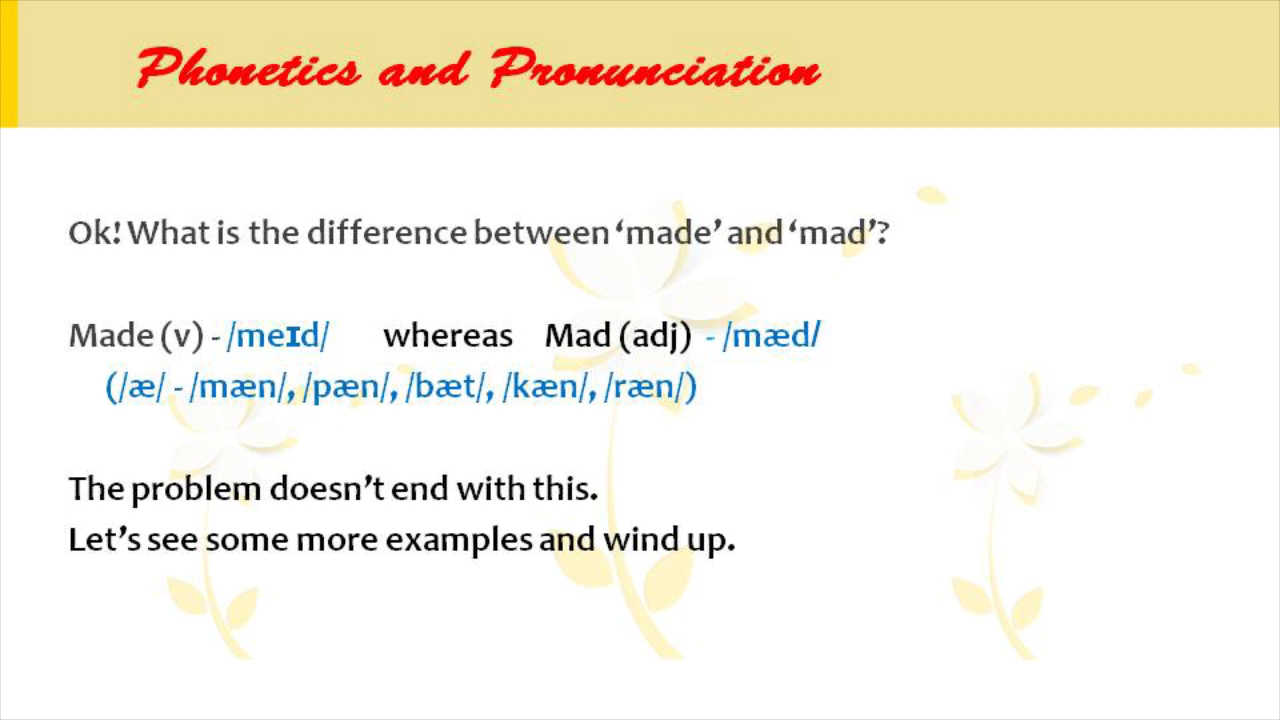 Phonetics and Pronunciation
Ok! What is the difference between ‘made’ and ‘mad’?
Made (v) - /meɪd/ whereas Mad (adj) - /mæd/
(/æ/ - /mæn/, /pæn/, /bæt/, /kæn/, /ræn/)
The problem doesn’t end with this.
Let’s see some more examples and wind up.